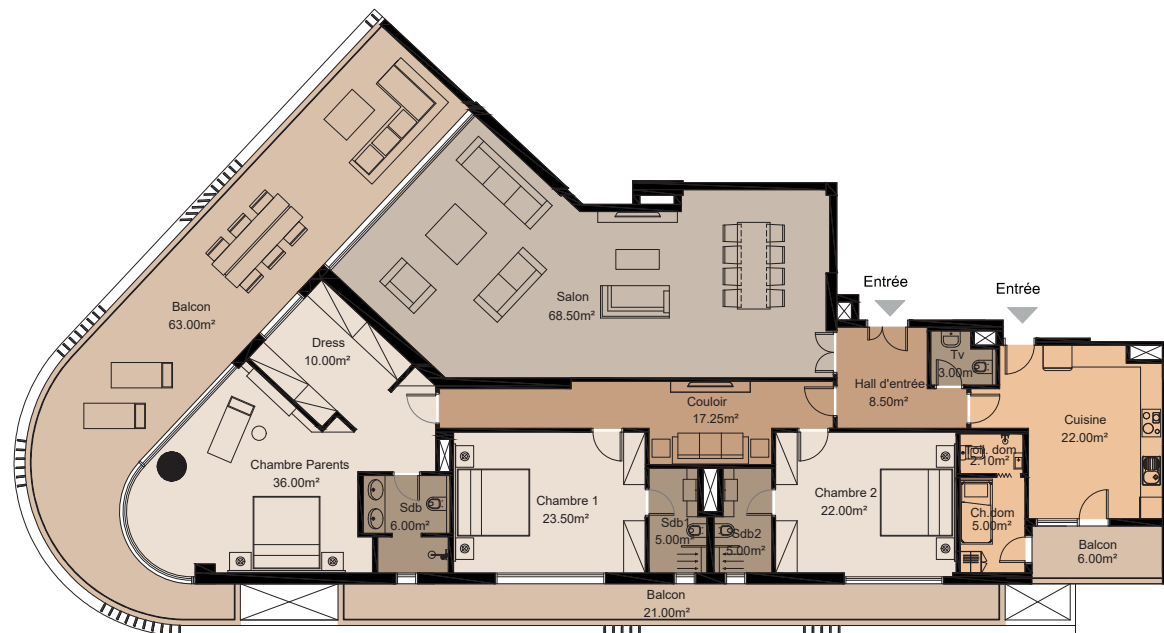 Entrée
Entrée
Balcon
63.00m²
Salon
68.50m²
Dress
10.00m²
Tv
3.00m
Hall d'entrée
8.50m²
Couloir
17.25m²
Cuisine
22.00m²
Chambre Parents
36.00m²
Sdb
6.00m²
Chambre 1
23.50m²
Sdb1
5.00m²
Sdb2
5.00m²
Chambre 2
22.00m²
dom
2.10m²
Ch.dom
5.00m²
Balcon
6.00m²
Balcon
21.00m²